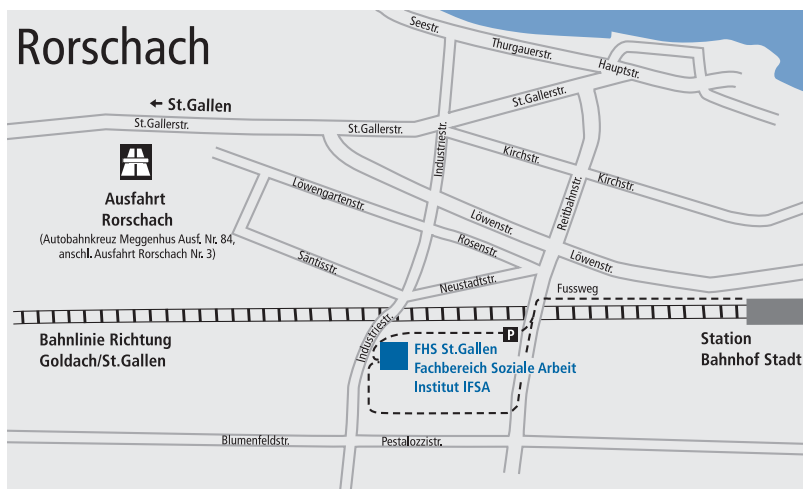 Rorschach
Seestr.
Thurgauerstr.
Hauptstr.
← St.Gallen
St.Gallerstr.
St.Gallerstr.
St.Gallerstr.
Industriestr.
Kirchstr.
Kirchstr.
Reitbahnstr.
Ausfahrt
Rorschach
(Autobahnkreuz Meggenhus Ausf. Nr. 84,
anschl. Ausfahrt Rorschach Nr. 3)
Löwengartenstr.
Löwenstr.
Rosenstr.
Löwenstr.
Säntisstr.
Neustadtstr.
Fussweg
Bahnlinie Richtung
Goldach/St.Gallen
Industriestr.
P
FHS St.Gallen
Fachbereich Soziale Arbeit
Institut IFSA
Station
Bahnhof Stadt
Blumenfeldstr.
Pestalozzistr.